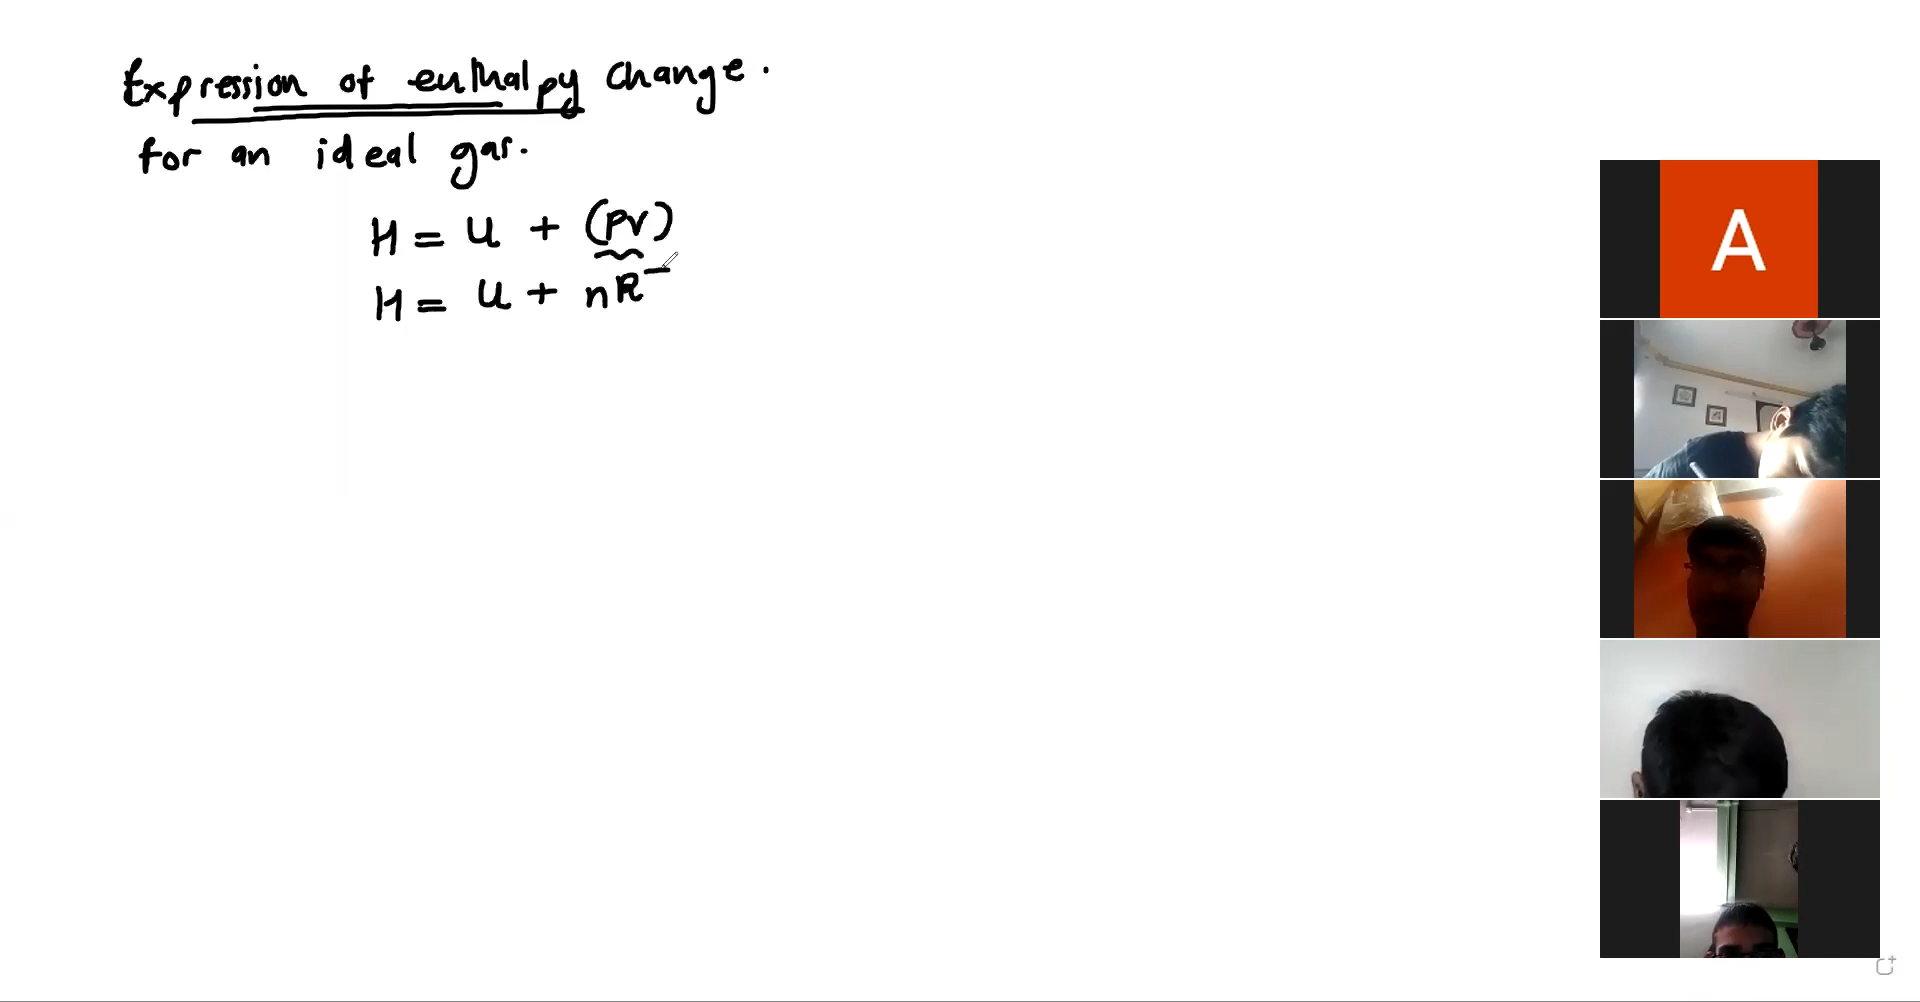 Expression of enthalpy change.
for an ideal gas.
H = U + (PV)
H = U + nR
A